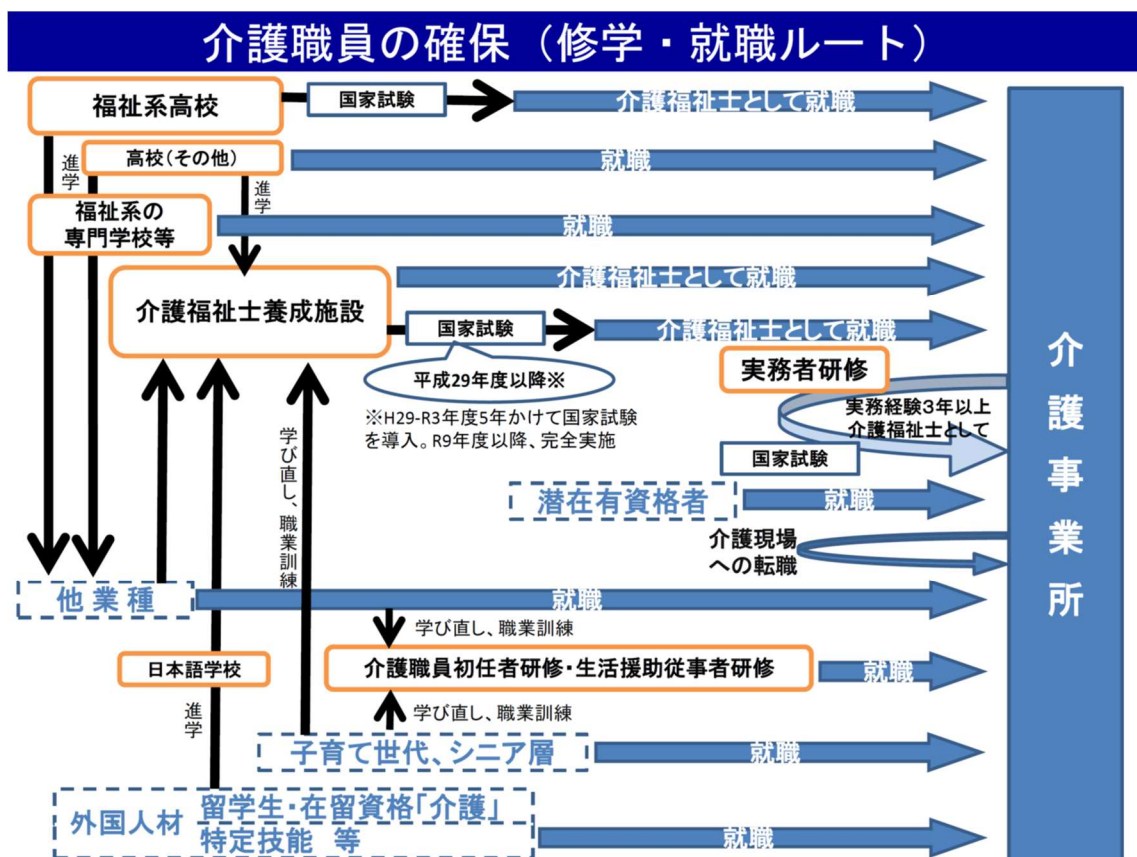 介護職員の確保（修学・就職ルート）
福祉系高校
国家試験
介護福祉士として就職
進学
高校（その他）
就職
進学
福祉系の
専門学校等
就職
介護福祉士として就職
介護福祉士養成施設
国家試験
介護福祉士として就職
平成29年度以降※
※H29-R3年度5年かけて国家試験
を導入。R9年度以降、完全実施
実務者研修
実務経験３年以上
介護福祉士として
国家試験
学び直し、職業訓練
潜在有資格者
就職
介護現場
への転職
他業種
就職
学び直し、職業訓練
日本語学校
介護職員初任者研修・生活援助従事者研修
就職
進学
学び直し、職業訓練
子育て世代、シニア層
就職
外国人材
留学生・在留資格「介護」
特定技能　等
就職
介護事業所